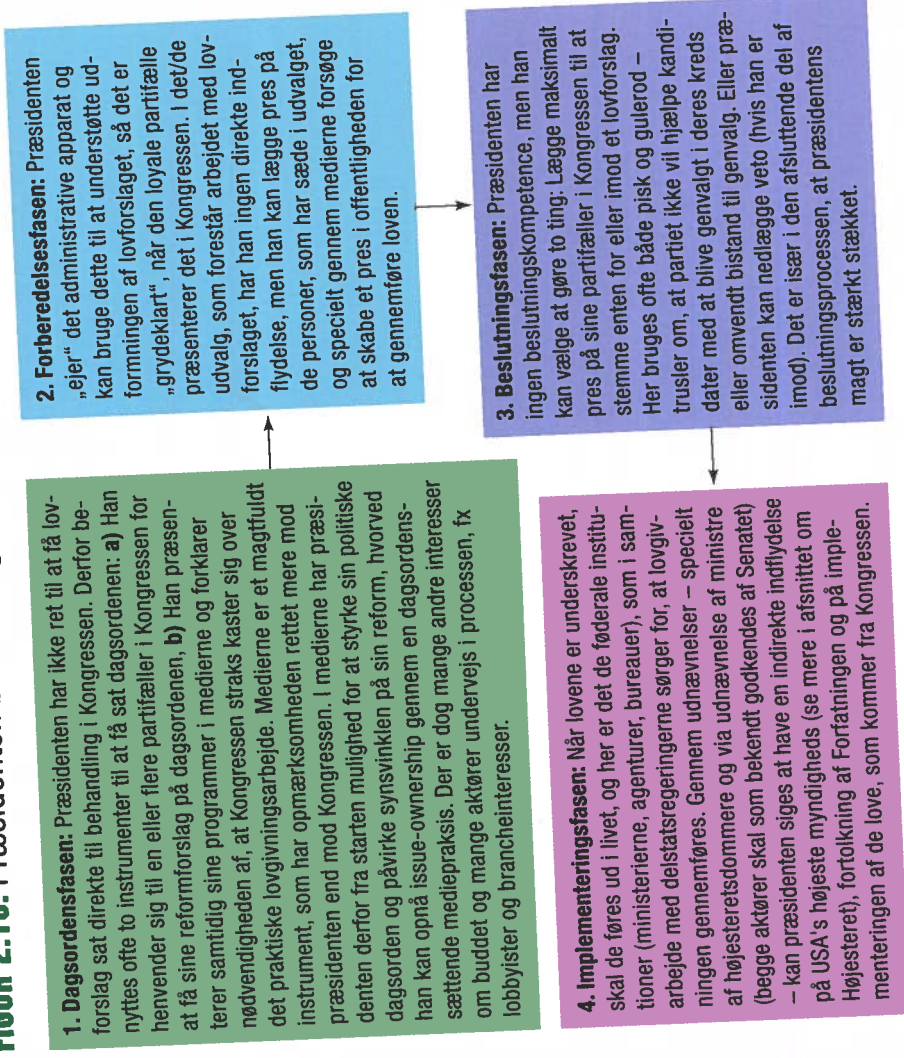 1. Dagsordensfasen: Præsidenten har ikke ret til at få lov-
forslag sat direkte til behandling i Kongressen. Derfor be-
nyttes ofte to instrumenter til at få sat dagsordenen: a) Han
henvender sig til en eller flere partifæller i Kongressen for
at få sine reformforslag på dagsordenen, b) Han præsen-
terer samtidig sine programmer i medierne og forklarer
nødvendigheden af, at Kongressen straks kaster sig over
det praktiske lovgivningsarbejde. Medierne er et magtfuldt
instrument, som har opmærksomheden rettet mere mod
præsidenten end mod Kongressen. I medierne har præsi-
denten derfor fra starten mulighed for at styrke sin politiske
dagsorden og påvirke synsvinklen på sin reform, hvorved
han kan opnå issue-ownership gennem en dagsordens-
sættende mediepraksis. Der er dog mange andre interesser
om buddet og mange aktører undervejs i processen, fx
lobbyister og brancheinteresser.
2. Forberedelsesfasen: Præsidenten
„ejer” det administrative apparat og
kan bruge dette til at understøtte ud-
formningen af lovforslaget, så det er
„grydeklart”, når den loyale partifælle
præsenterer det i Kongressen. I det/de
udvalg, som forestår arbejdet med lov-
forslaget, har han ingen direkte ind-
flydelse, men han kan lægge pres på
de personer, som har sæde i udvalget,
og specielt gennem medierne forsøge
at skabe et pres i offentligheden for
at gennemføre loven.
3. Beslutningsfasen: Præsidenten har
ingen beslutningskompetence, men han
kan vælge at gøre to ting: Lægge maksimalt
pres på sine partifæller i Kongressen til at
stemme enten for eller imod et lovforslag.
Her bruges ofte både pisk og gulerod –
trusler om, at partiet ikke vil hjælpe kandi-
dater med at blive genvalgt i deres kreds
eller omvendt bistand til genvalg. Eller præ-
sidenten kan nedlægge veto (hvis han er
imod). Det er især i den afsluttende del af
beslutningsprocessen, at præsidentens
magt er stærkt stækket.
4. Implementeringsfasen: Når lovene er underskrevet,
skal de føres ud i livet, og her er det de føderale institu-
tioner (ministerierne, agenturer, bureauer), som i sam-
arbejde med delstatsregeringerne sørger for, at lovgiv-
ningen gennemføres. Gennem udnævnelser – specielt
af højesteretsdommere og via udnævnelse af ministre
(begge aktører skal som bekendt godkendes af Senatet)
– kan præsidenten siges at have en indirekte indflydelse
på USA's højeste myndigheds (se mere i afsnittet om
Højesteret), fortolkning af Forfatningen og på imple-
menteringen af de love, som kommer fra Kongressen.